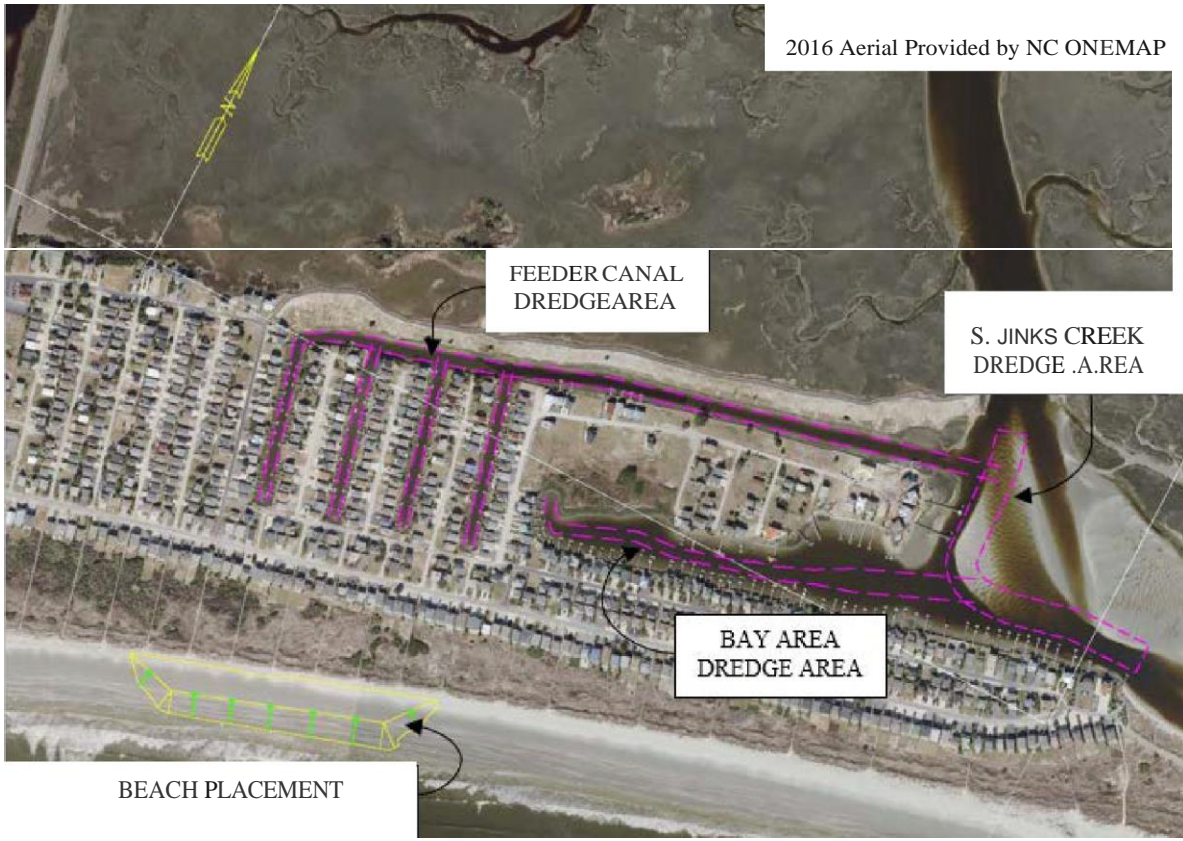 2016 Aerial Provided by NC ONEMAP
N
FEEDER CANAL
DREDGEAREA
S. JINKS CREEK
DREDGE .A.REA
BAY AREA
DREDGE AREA
BEACH PLACEMENT